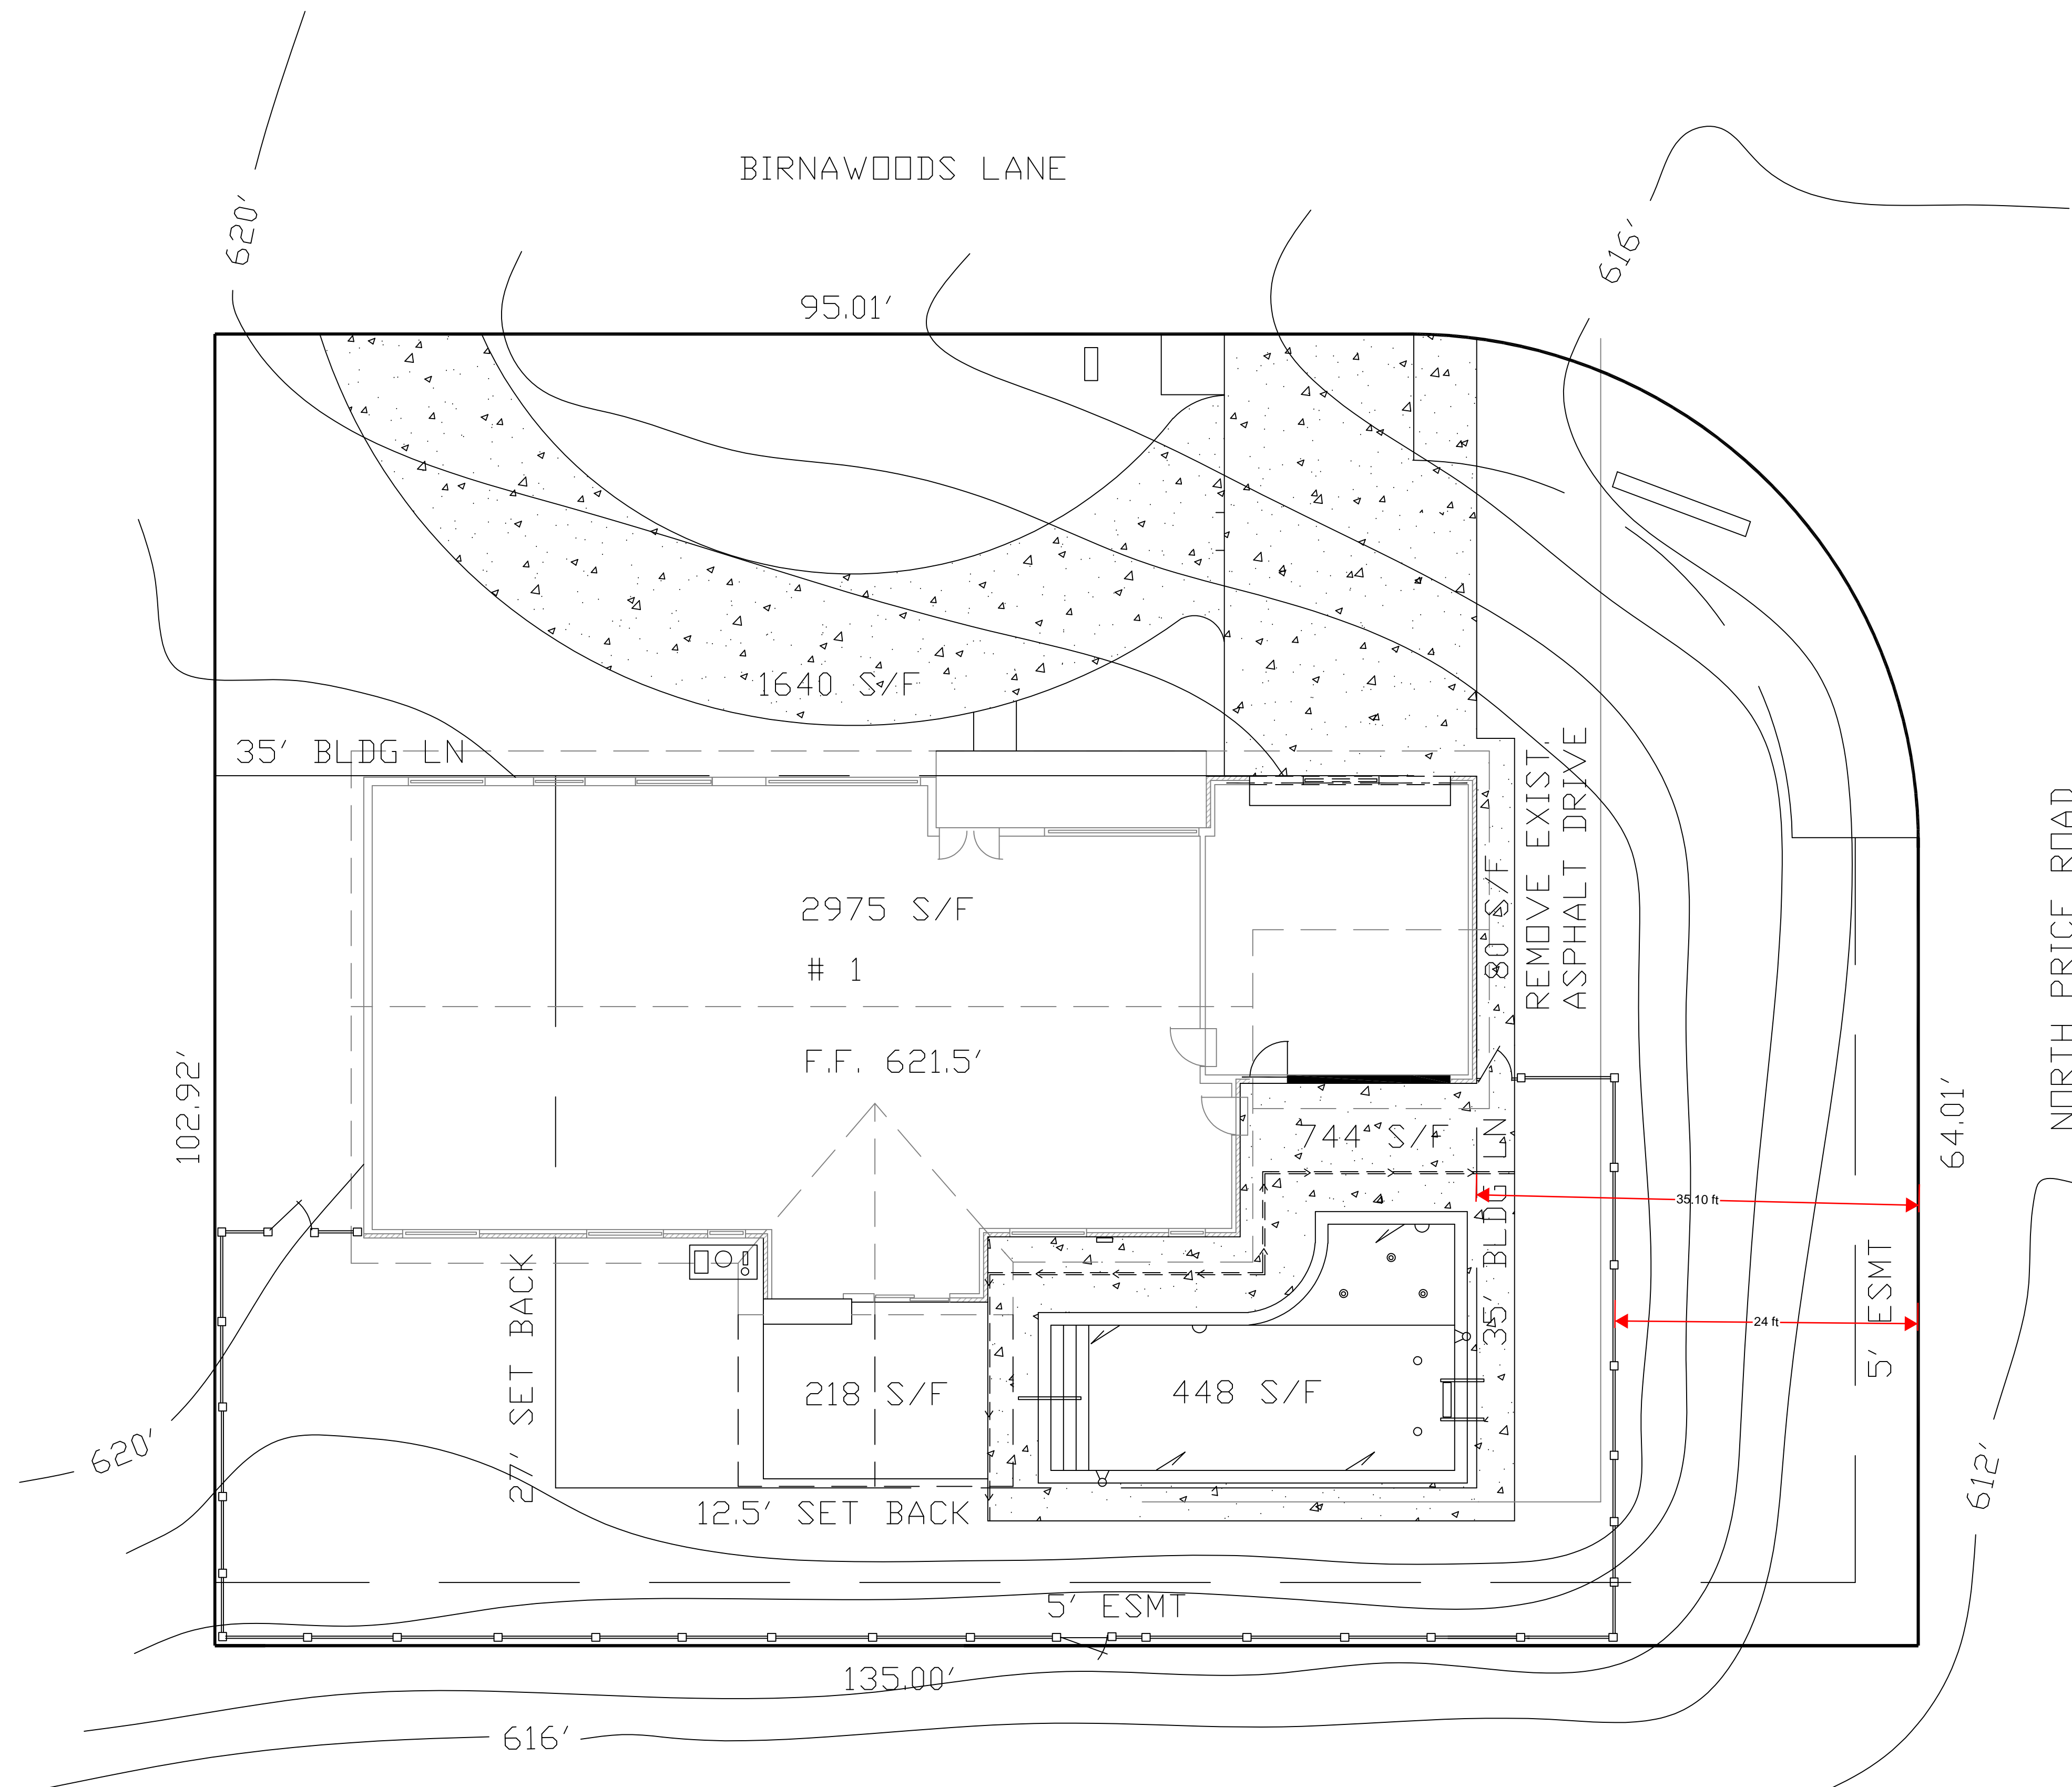 BIRNAWOODS LANE
620'
616'
95.01'
1640 S/F
35' BLDG LN
REMOVE EXIST.
ASPHALT DRIVE
80 S/F
2975 S/F
# 1
F.F. 621.5'
102.92'
NORTH PRICE ROAD
64.01'
744 S/F
35' BLDG LN
35.10 ft
24 ft
5' ESMT
27' SET BACK
218 S/F
448 S/F
620'
612'
12.5' SET BACK
5' ESMT
135.00'
616'